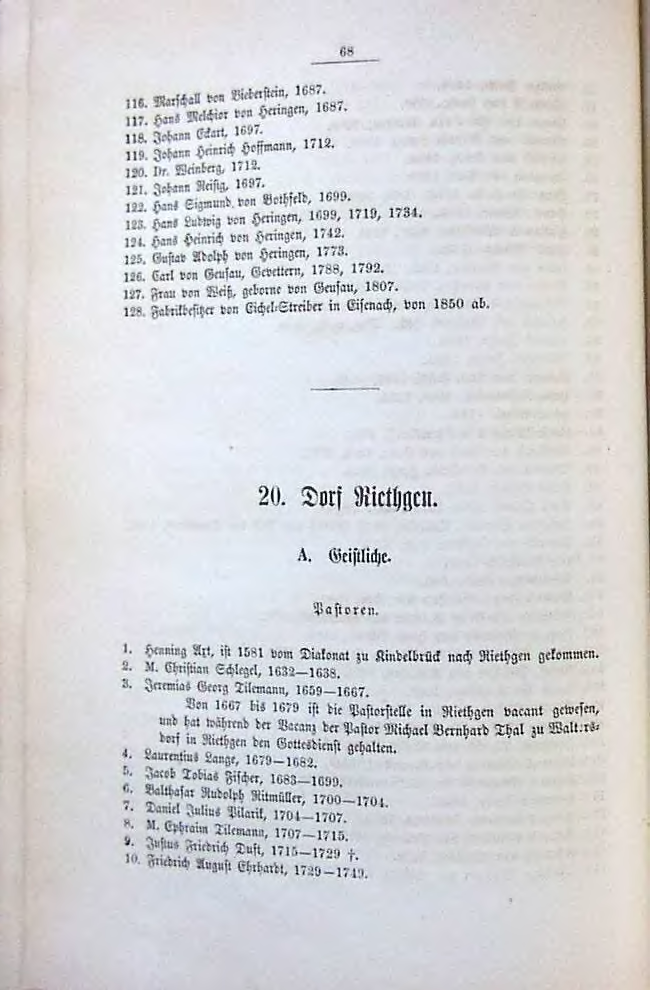 68
116. Marschall von Bieberstein, 1687.
117. Hans Melchior von Heringen, 1687.
118. Johann Eckart, 1697.
119. Johann Heinrich Hoffmann, 1712.
120. Dr. Weinberg, 1712.
121. Johann Reisig, 1697.
122. Hans Sigmund von Bothfeld, 1699.
123. Hans Ludwig von Heringen, 1699, 1719, 1734.
124. Hans Heinrich von Heringen, 1742.
125. Gustav Adolph von Heringen, 1773.
126. Carl von Geusau, Gevettern, 1788, 1792.
127. Frau von Weiß, geborne von Geusau, 1807.
128. Fabrikbesitzer von Eichel-Streiber in Eisenach, von 1850 ab.
20. Dorf Riethgen.
A. Geistliche.
Pastoren.
1. Henning Art, ist 1581 vom Diakonat zu Kindelbrück nach Riethgen gekommen.
2. M. Christian Schlegel, 1632—1638.
3. Jeremias Georg Tilemann, 1659—1667.
Von 1667 bis 1679 ist die Pastorstelle in Riethgen vacant gewesen,
und hat während der Vacanz der Pastor Michael Bernhard Thal zu Walters-
dorf in Riethgen den Gottesdienst gehalten.
4. Laurentius Lange, 1679—1682.
5. Jacob Tobias Fischer, 1683—1699.
6. Balthasar Rudolph Ritmüller, 1700—1704.
7. Daniel Julius Pilarik, 1704—1707.
8. M. Ephraim Tilemann, 1707—1715.
9. Justus Friedrich Duft, 1715—1729 †.
10. Friedrich August Ehrhardt, 1729—1749.